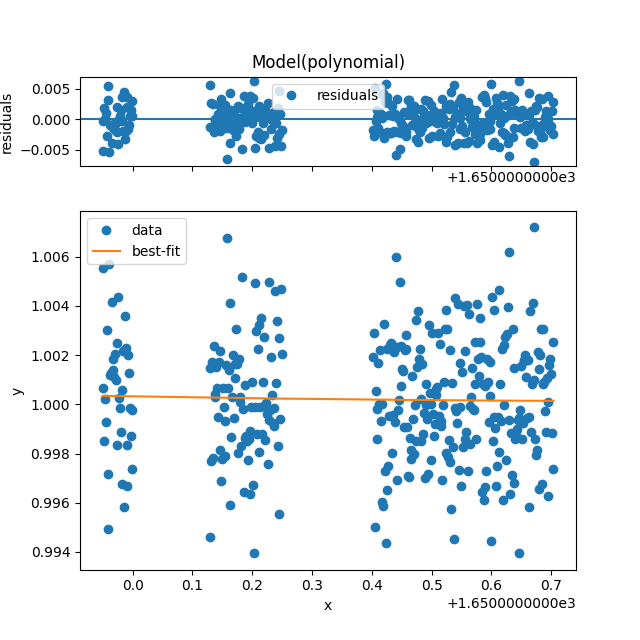 Model(polynomial)
residuals
0.005
0.000
−0.005
residuals
+1.6500000000e3
y
1.006
1.004
1.002
1.000
0.998
0.996
0.994
data
best-fit
0.0 0.1 0.2 0.3 0.4 0.5 0.6 0.7
x
+1.6500000000e3